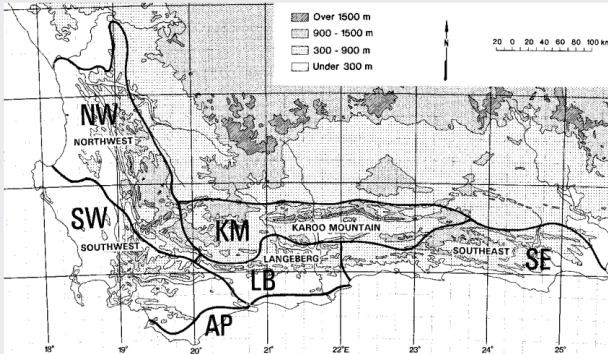 Over 1500 m
900 - 1500 m
300 - 900 m
Under 300 m
N
20 0 20 40 60 80 100 km
NW
NORTHWEST
SW
SOUTHWEST
KM
KAROO MOUNTAIN
LANGEBERG
LB
SOUTHEAST
SE
AP
18° 19° 20° 21° 22°E 23° 24° 25°